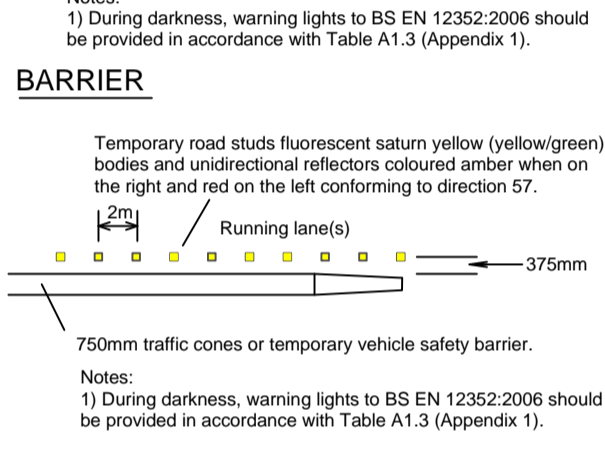 Notes:
1) During darkness, warning lights to BS EN 12352:2006 should
be provided in accordance with Table A1.3 (Appendix 1).
BARRIER
Temporary road studs fluorescent saturn yellow (yellow/green)
bodies and unidirectional reflectors coloured amber when on
the right and red on the left conforming to direction 57.
2m
Running lane(s)
375mm
750mm traffic cones or temporary vehicle safety barrier.
Notes:
1) During darkness, warning lights to BS EN 12352:2006 should
be provided in accordance with Table A1.3 (Appendix 1).